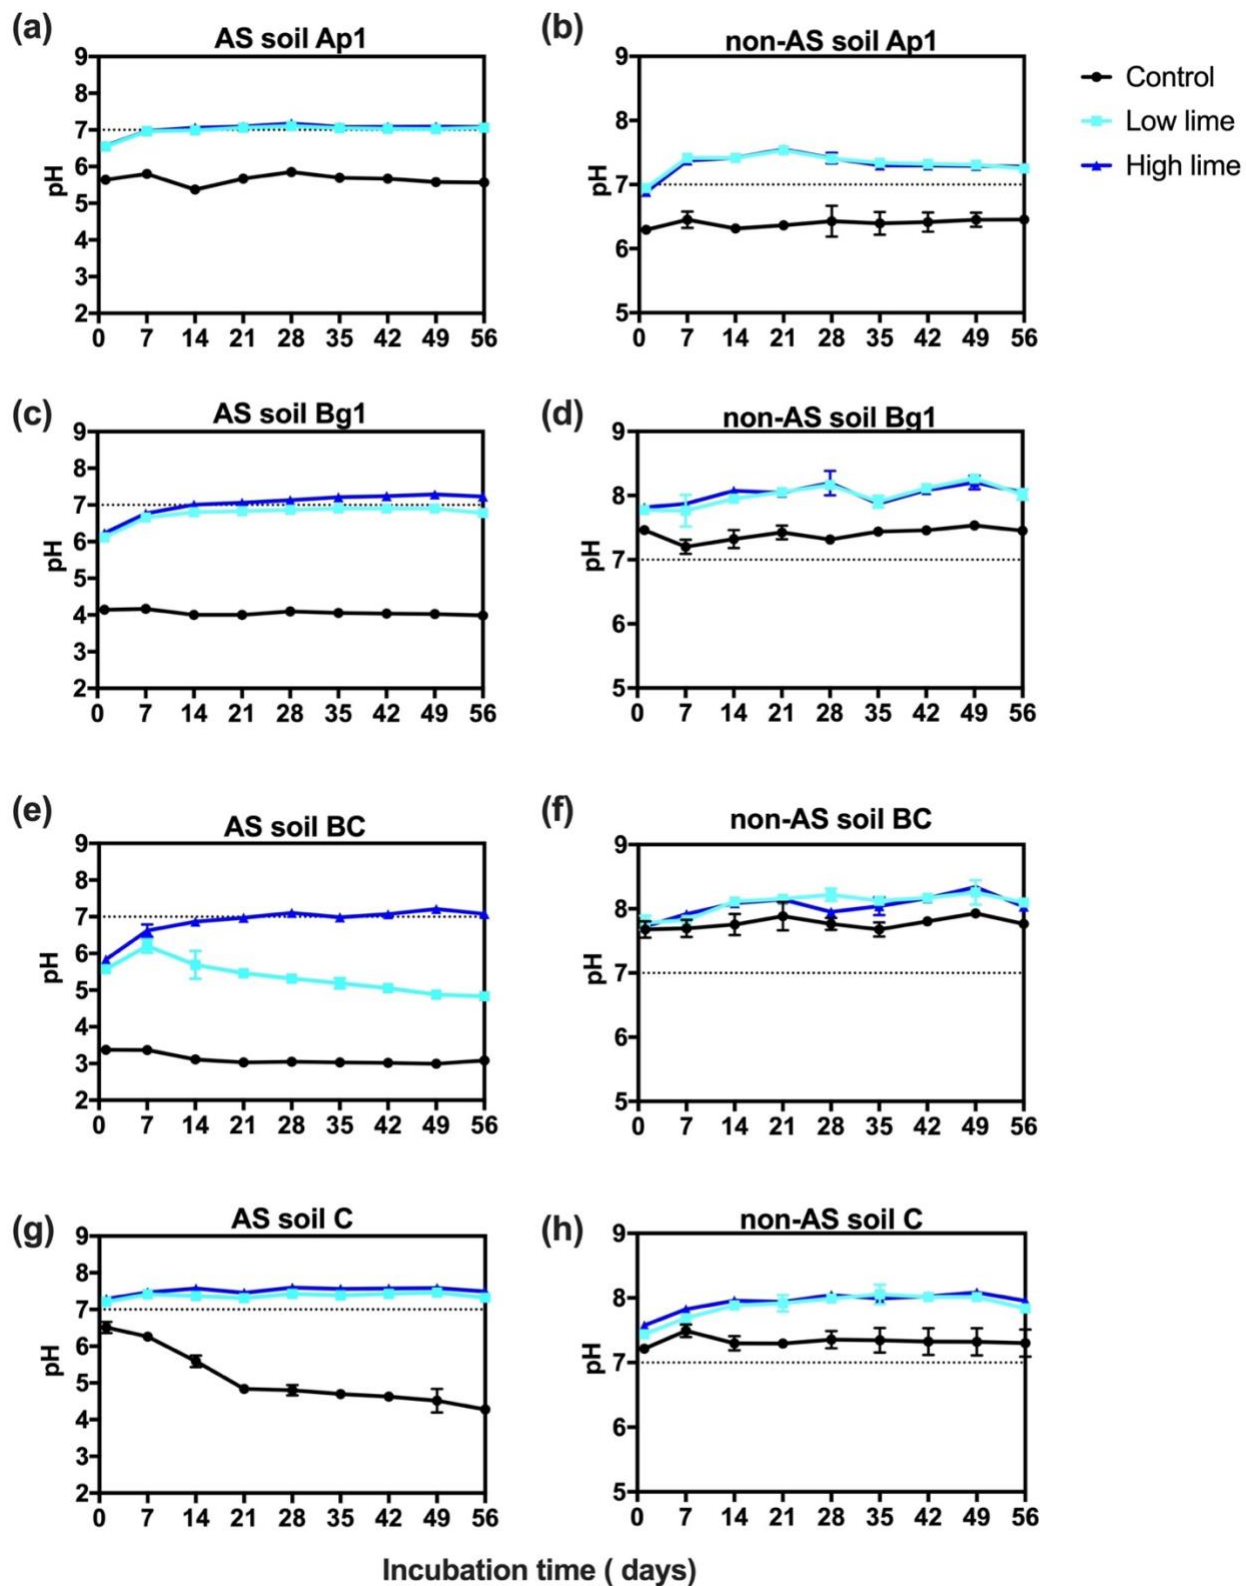 (a)
AS soil Ap1
9
8
7
6
5
4
3
2
pH
0 7 14 21 28 35 42 49 56
(b)
non-AS soil Ap1
9
8
7
6
5
pH
0 7 14 21 28 35 42 49 56
Control
Low lime
High lime
(c)
AS soil Bg1
9
8
7
6
5
4
3
2
pH
0 7 14 21 28 35 42 49 56
(d)
non-AS soil Bg1
9
8
7
6
5
pH
0 7 14 21 28 35 42 49 56
(e)
AS soil BC
9
8
7
6
5
4
3
2
pH
0 7 14 21 28 35 42 49 56
(f)
non-AS soil BC
9
8
7
6
5
pH
0 7 14 21 28 35 42 49 56
(g)
AS soil C
9
8
7
6
5
4
3
2
pH
0 7 14 21 28 35 42 49 56
(h)
non-AS soil C
9
8
7
6
5
pH
0 7 14 21 28 35 42 49 56
Incubation time ( days)